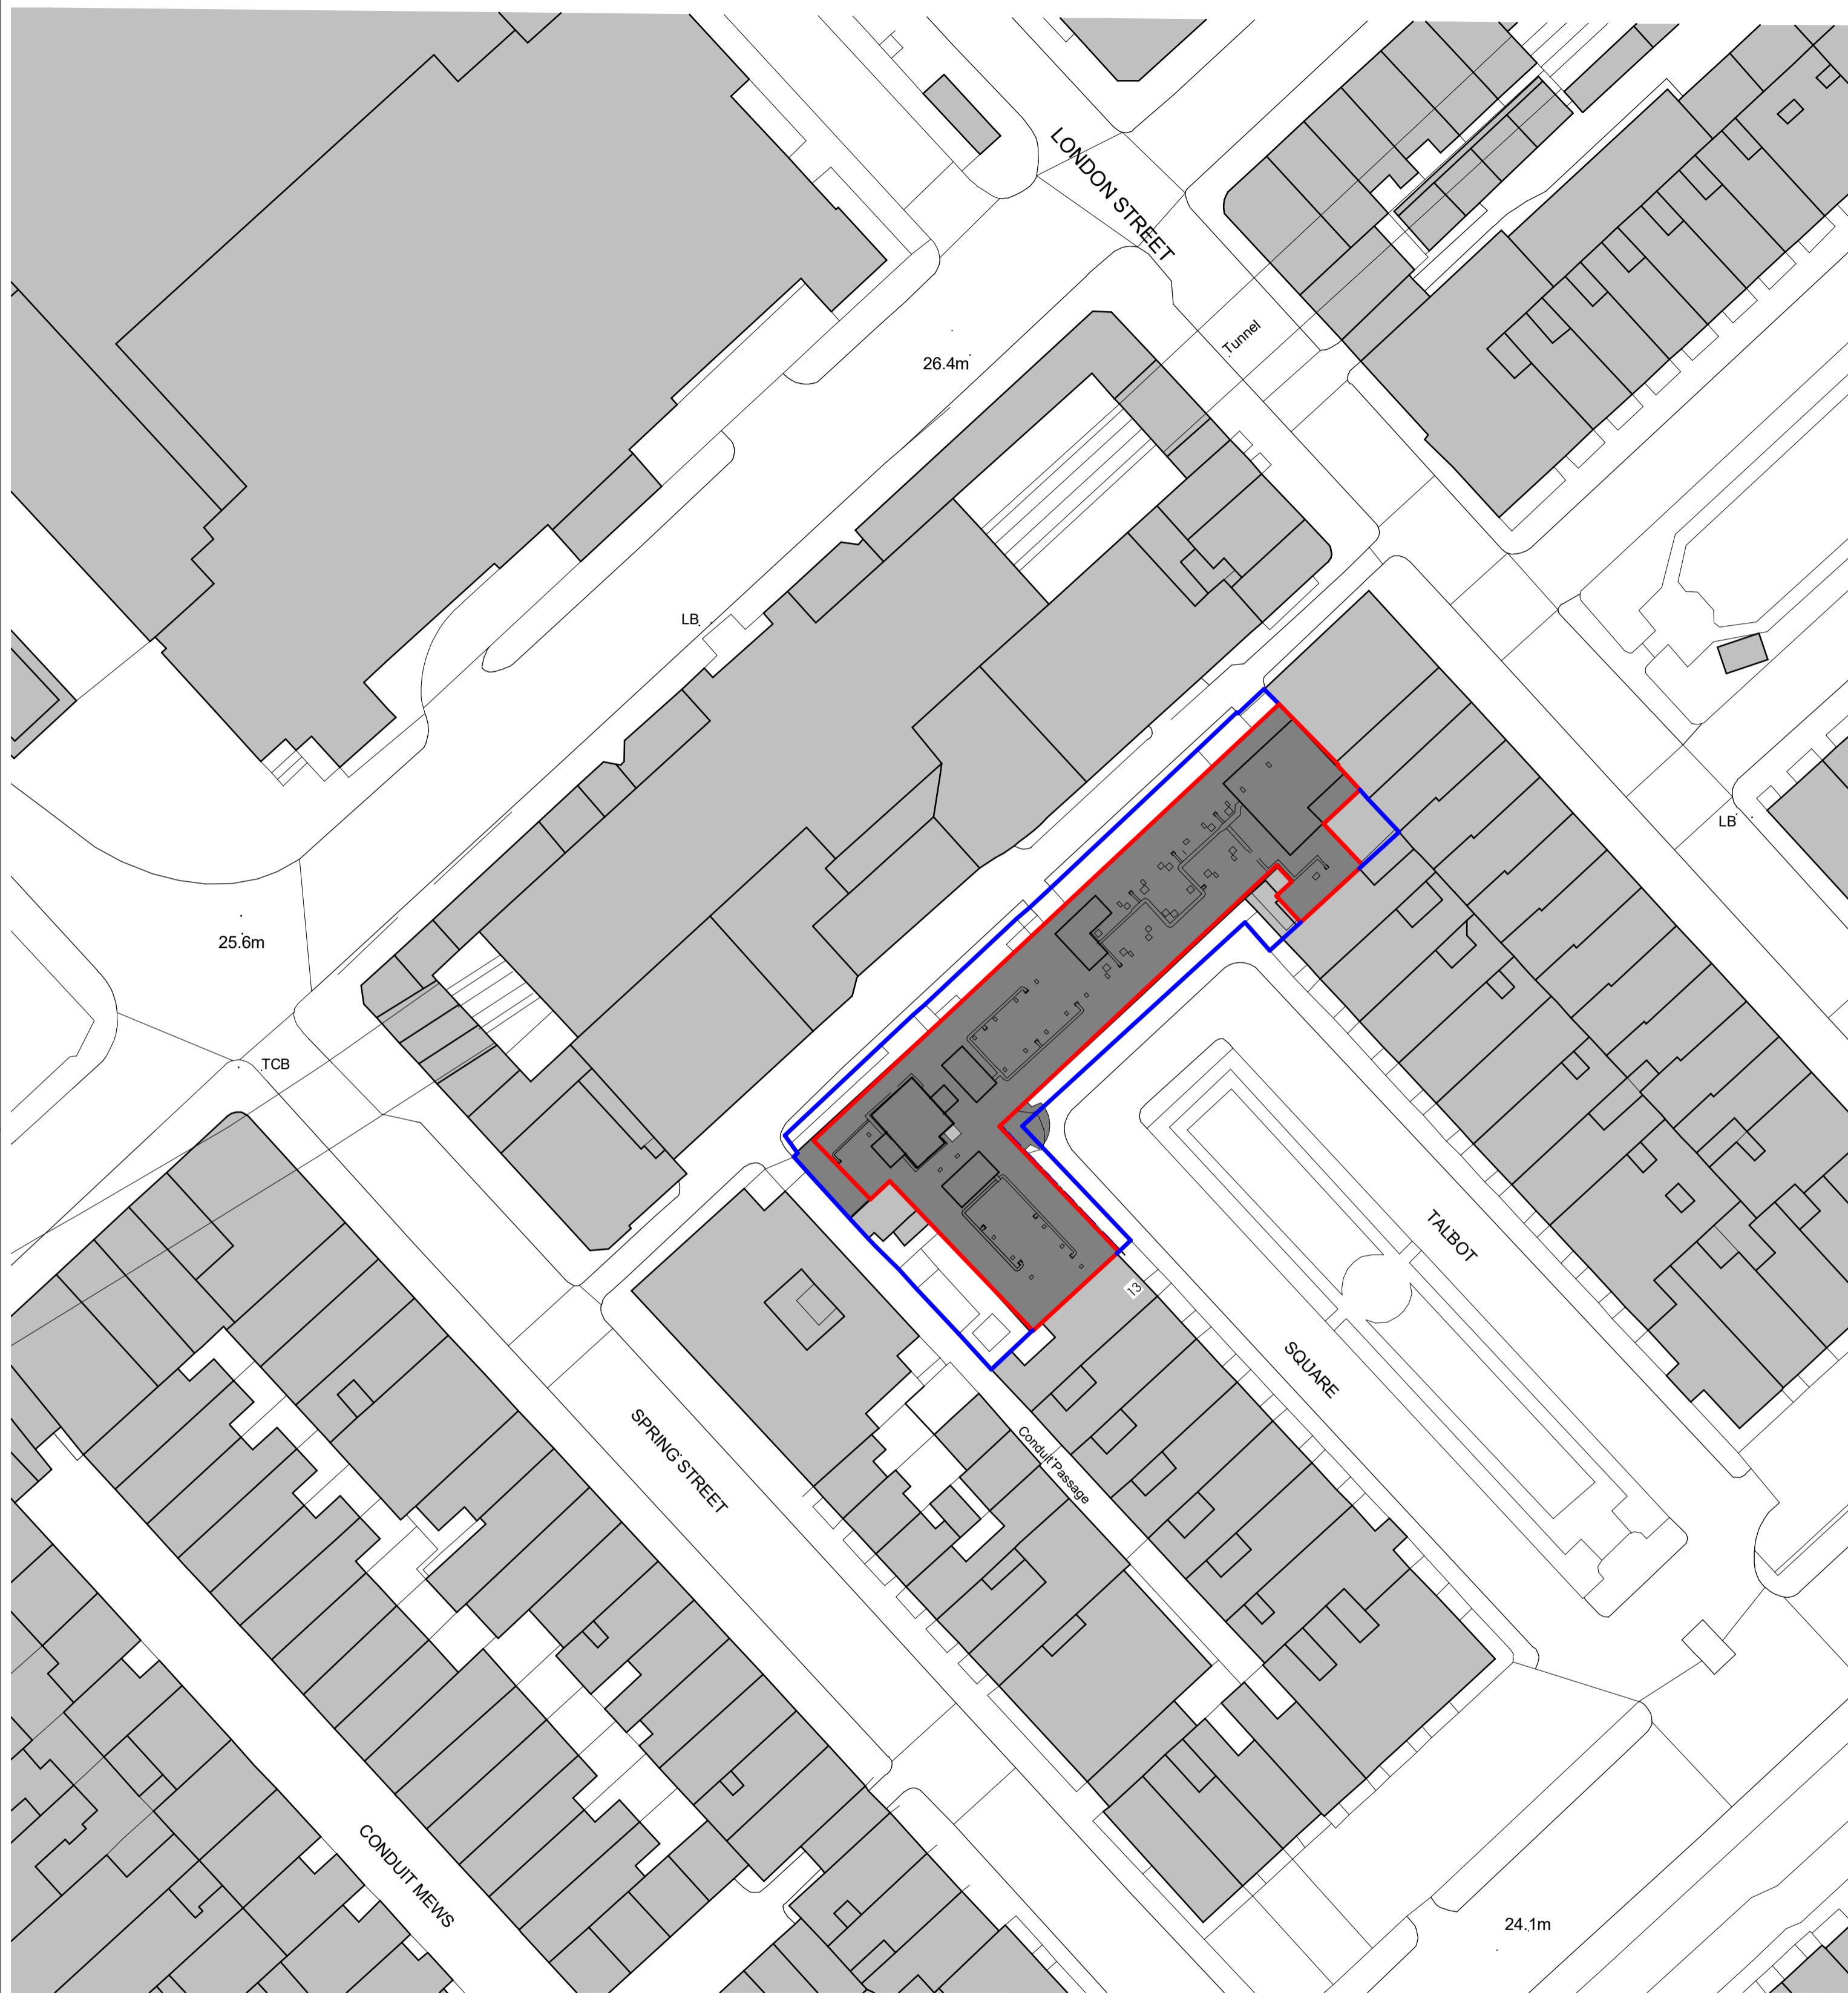 LONDON STREET
Tunnel
26.4m
LB
LB
25.6m
TCB
TALBOT
SQUARE
13
SPRING STREET
Conduit Passage
CONDUIT MEWS
24.1m